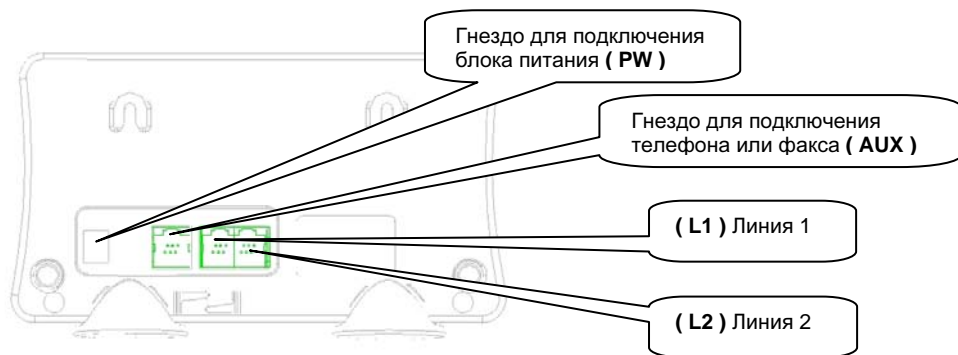 Гнездо для подключения
блока питания ( PW )
Гнездо для подключения
телефона или факса ( AUX )
( L1 ) Линия 1
( L2 ) Линия 2